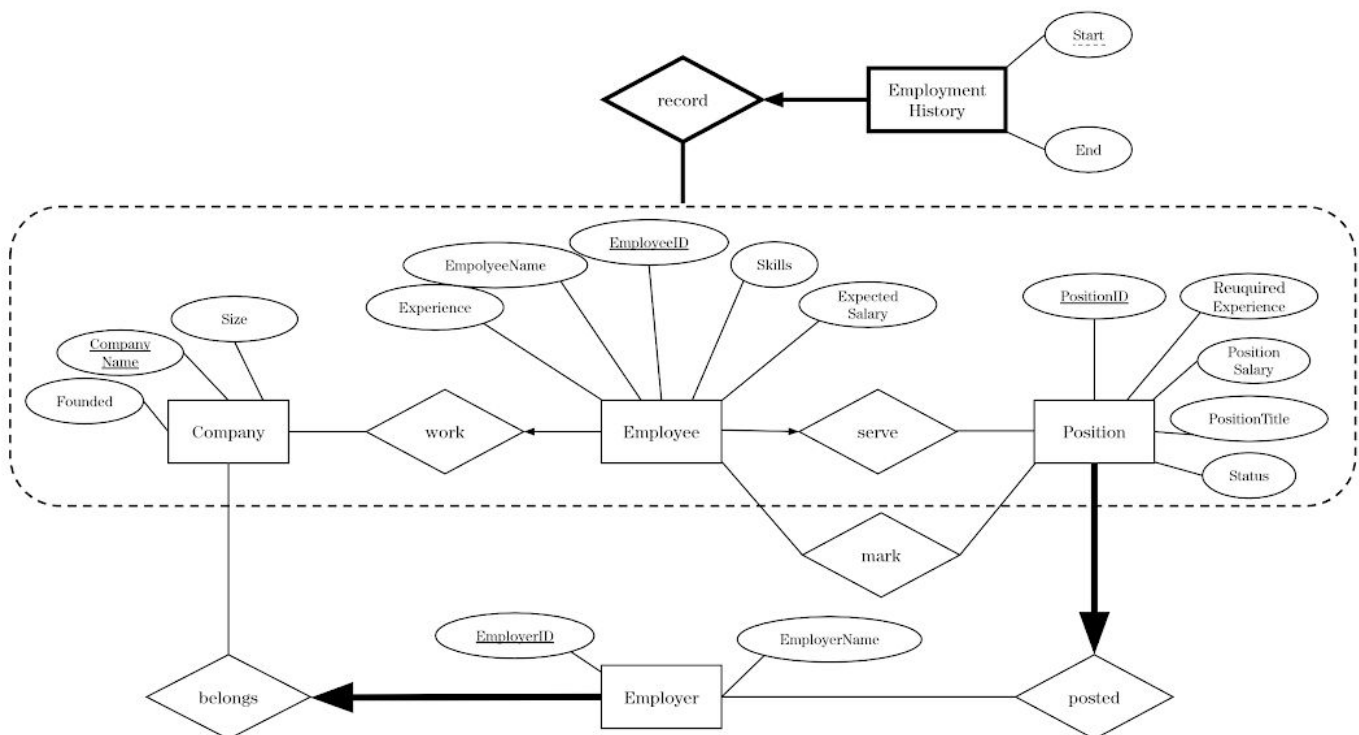 Start
record
Employment
History
End
EmployeeID
EmpolyeeName
Skills
Experience
Expected
Salary
PositionID
Reuquired
Experience
Size
Company
Name
Founded
Position
Salary
PositionTitle
Company
work
Employee
serve
Position
Status
mark
EmployerID
EmployerName
belongs
Employer
posted